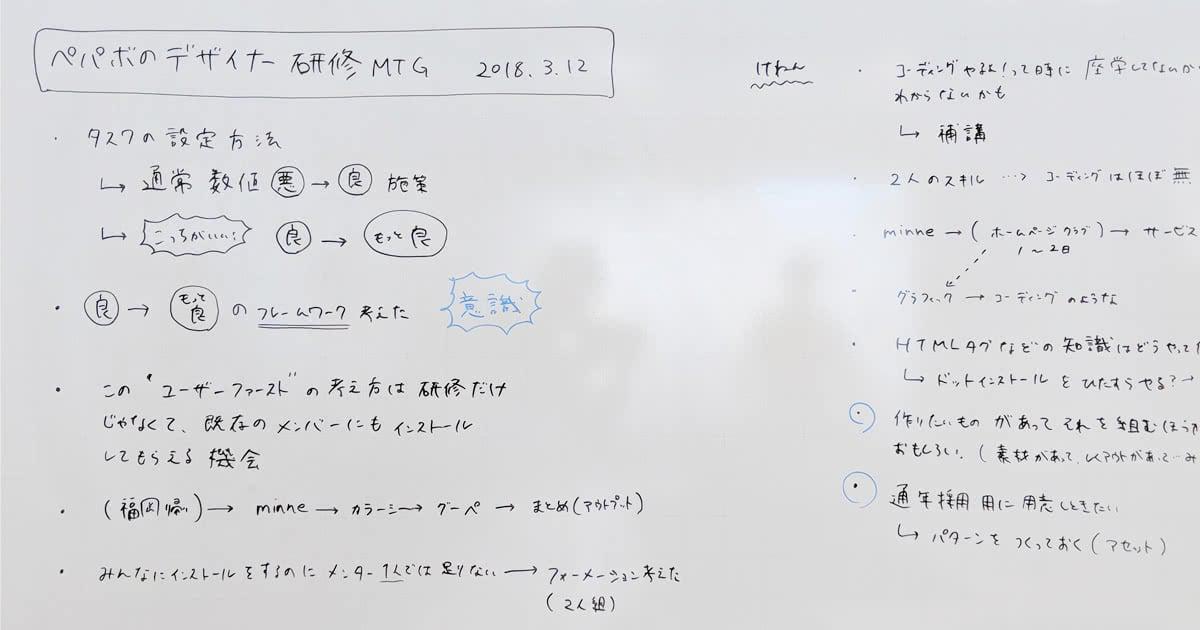 ペパボのデザイナー 研修 MTG 2018.3.12
・ タスクの設定方法
↳ 通常 数値 悪 → 良 施策
↳ こっちがいい! 良 → もっと良
・ 良 → もっと良 の フレームワーク 考えた 意識
・ この "ユーザーファースト" の考え方は 研修だけ
じゃなくて、既存の メンバーにも インストール
してもらえる 機会
・ (福岡帰) → minne → カラーミー → グーペ → まとめ(アウトプット)
・ みんなにインストールをするのに メンター 1人では 足りない → フォーメーション考えた
(2人組)
けねん
・ コーディングやるよ!って時に 座学してないから
わからないかも
↳ 補講
・ 2人のスキル …→ コーディングはほぼ 無
・ minne → (ホームページクラブ) → サービス
1〜2日
・ グラフィック → コーディング のような
・ HTMLタグなどの 知識はどうやって
↳ ドットインストール を ひたすらやる? →
・ 作りたいもの があって それを 組むほうが
おもしろい. (素材があって、レイアウトがあって…み
・ 通年採用 用に 用意しときたい
↳ パターンを つくっておく (アセット)